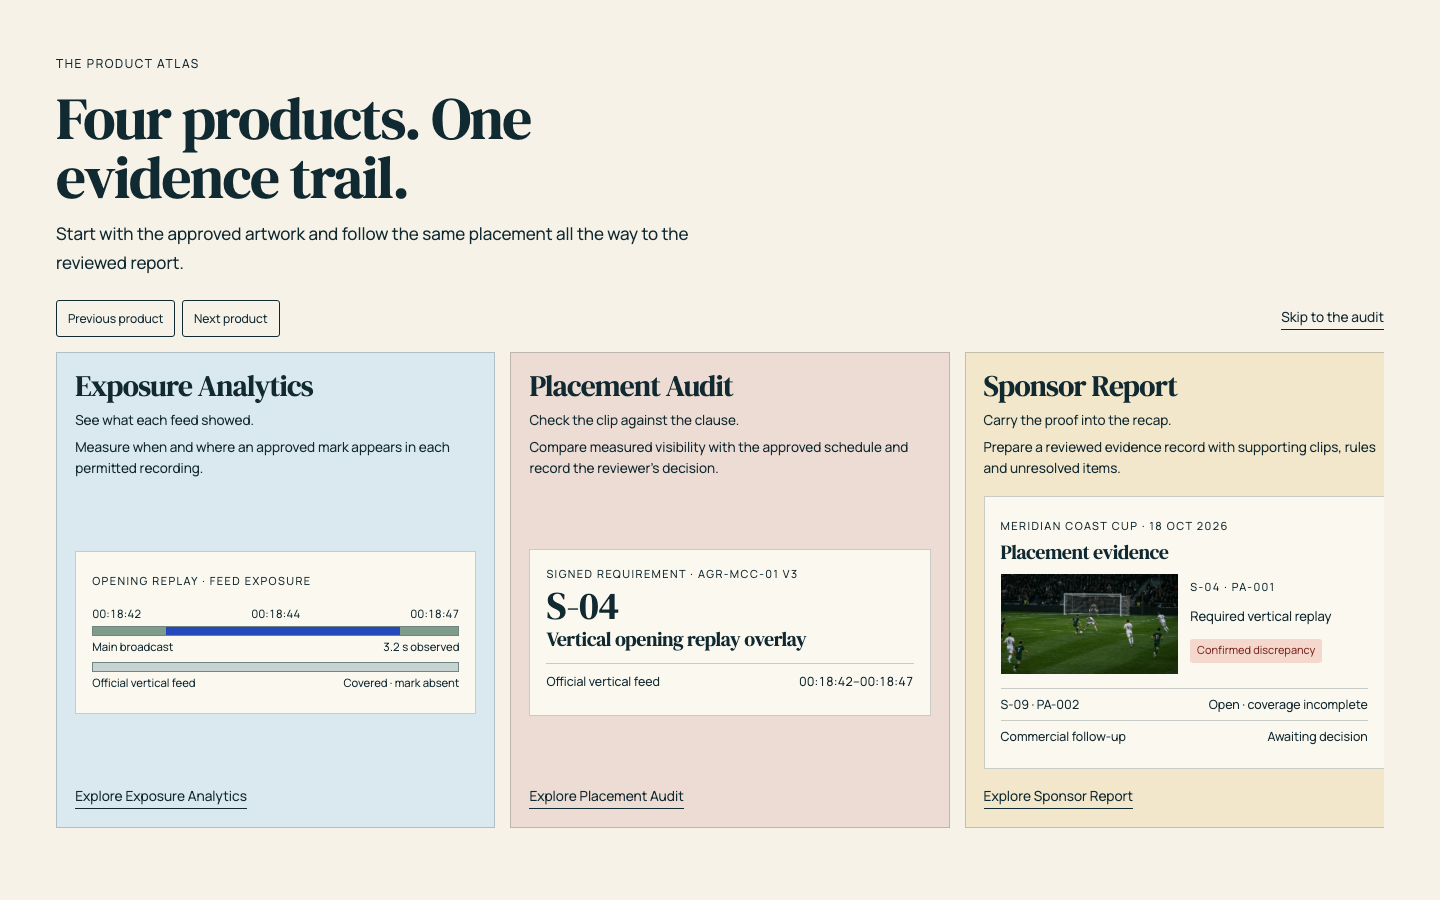 THE PRODUCT ATLAS
Four products. One
evidence trail.
Start with the approved artwork and follow the same placement all the way to the
reviewed report.
Previous product
Next product
Skip to the audit
Exposure Analytics
See what each feed showed.
Measure when and where an approved mark appears in each
permitted recording.
OPENING REPLAY · FEED EXPOSURE
00:18:42 00:18:44 00:18:47
Main broadcast 3.2 s observed
Official vertical feed Covered · mark absent
Explore Exposure Analytics
Placement Audit
Check the clip against the clause.
Compare measured visibility with the approved schedule and
record the reviewer's decision.
SIGNED REQUIREMENT · AGR-MCC-01 V3
S-04
Vertical opening replay overlay
Official vertical feed 00:18:42–00:18:47
Explore Placement Audit
Sponsor Report
Carry the proof into the recap.
Prepare a reviewed evidence record with supporting clips, rules
and unresolved items.
MERIDIAN COAST CUP · 18 OCT 2026
Placement evidence
S-04 · PA-001
Required vertical replay
Confirmed discrepancy
S-09 · PA-002 Open · coverage incomplete
Commercial follow-up Awaiting decision
Explore Sponsor Report